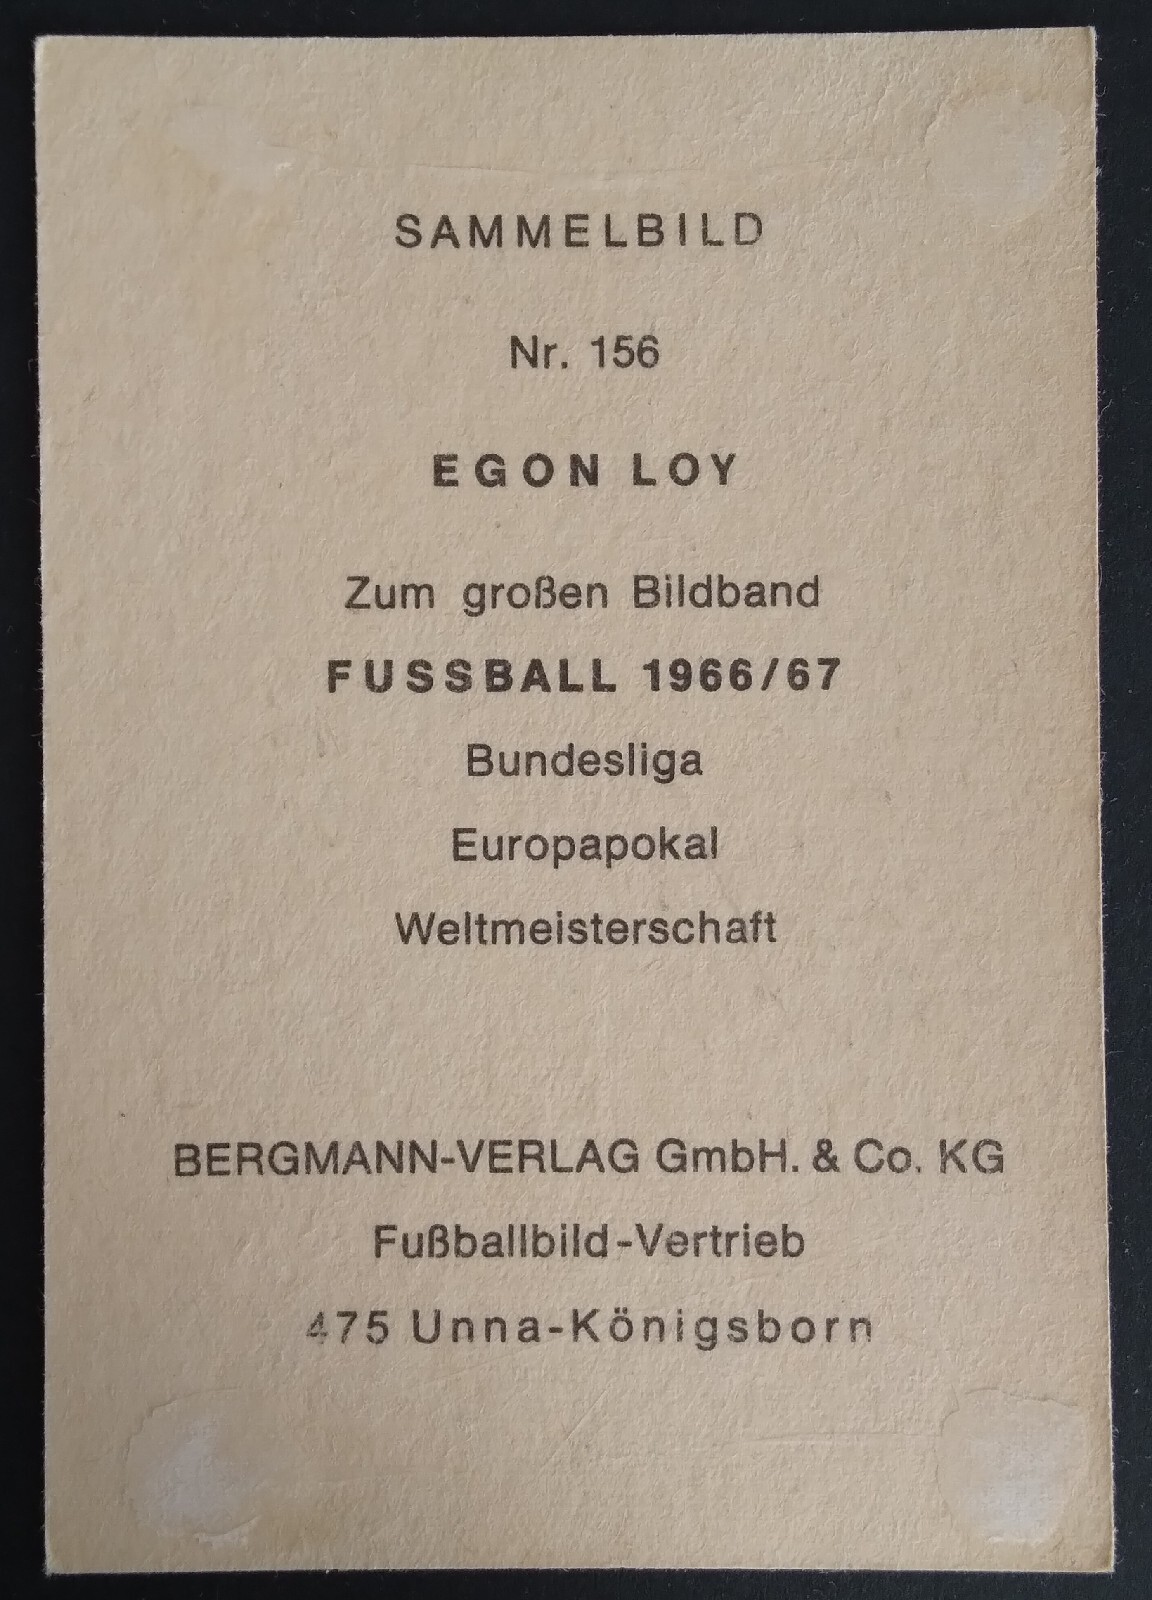 SAMMELBILD
Nr. 156
EGON LOY
Zum großen Bildband
FUSSBALL 1966/67
Bundesliga
Europapokal
Weltmeisterschaft
BERGMANN-VERLAG GmbH. & Co. KG
Fußballbild-Vertrieb
475 Unna-Königsborn